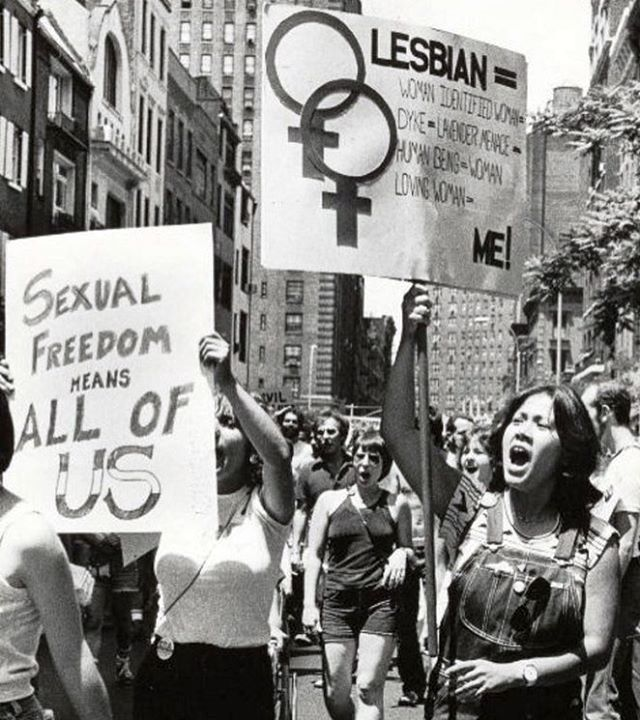 SEXUAL
FREEDOM
MEANS
ALL OF
US
LESBIAN =
WOMAN IDENTIFIED WOMAN =
DYKE = LAVENDER MENACE =
HUMAN BEING = WOMAN
LOVING WOMAN =
ME!